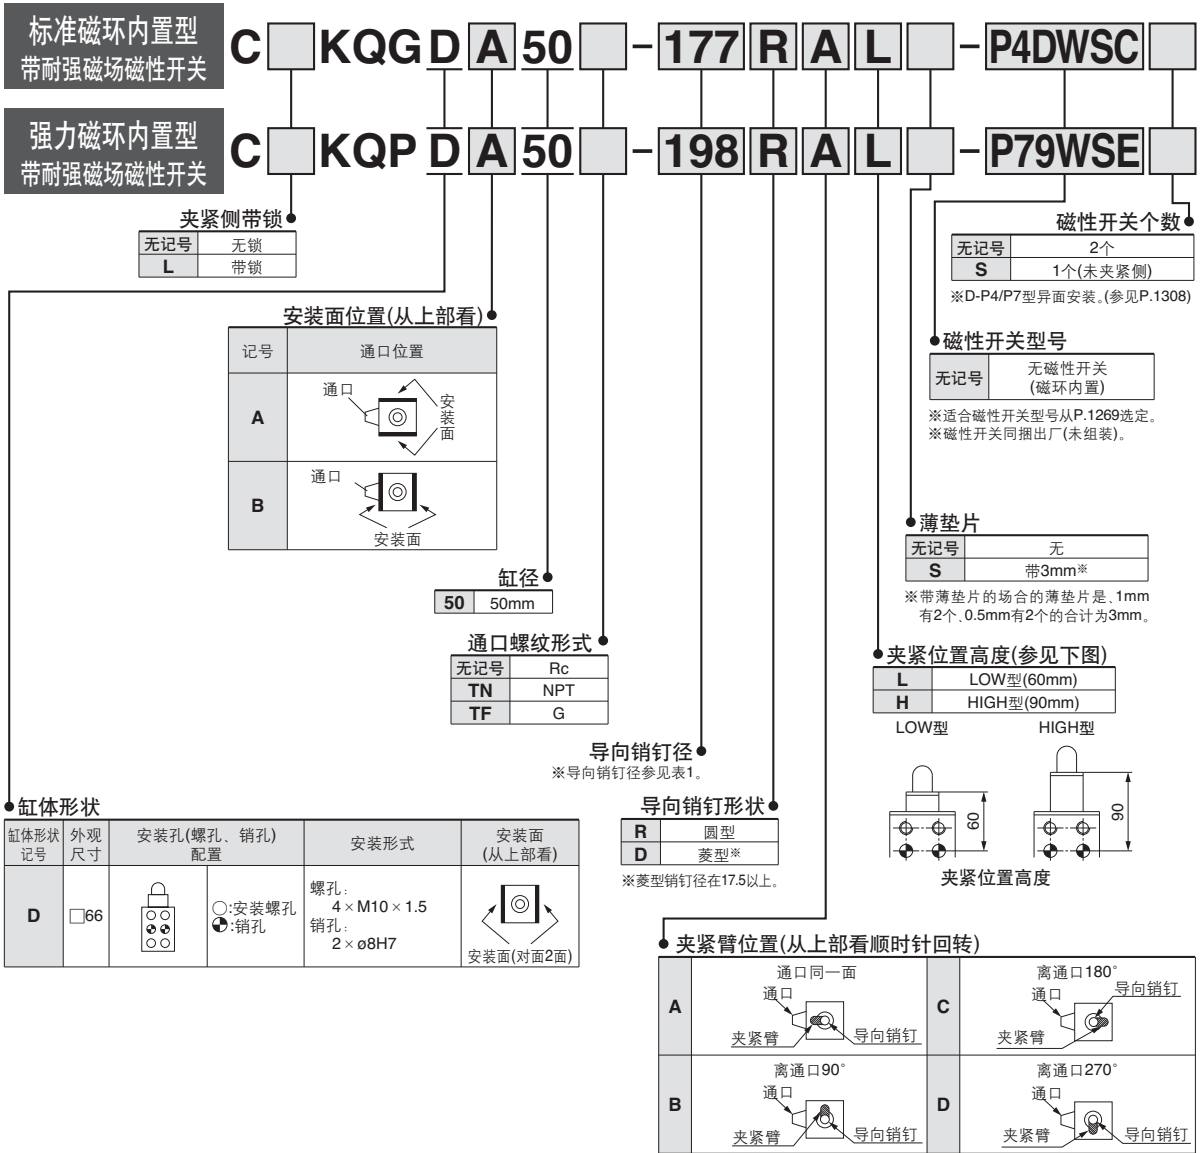 标准磁环内置型
带耐强磁场磁性开关
C□KQGDA50□-177RAL□-P4DWSC□
强力磁环内置型
带耐强磁场磁性开关
C□KQPDA50□-198RAL□-P79WSE□
夹紧侧带锁
无记号 无锁
L 带锁
磁性开关个数
无记号 2个
S 1个(未夹紧侧)
※D-P4/P7型异面安装。(参见P.1308)
安装面位置(从上部看)
记号 通口位置
A 通口 安装面
B 通口 安装面
磁性开关型号
无记号 无磁性开关
(磁环内置)
※适合磁性开关型号从P.1269选定。
※磁性开关同捆出厂(未组装)。
薄垫片
无记号 无
S 带3mm※
※带薄垫片的场合的薄垫片是、1mm
有2个、0.5mm有2个的合计为3mm。
缸径
50 50mm
通口螺纹形式
无记号 Rc
TN NPT
TF G
夹紧位置高度(参见下图)
L LOW型(60mm)
H HIGH型(90mm)
LOW型 HIGH型
60 90
夹紧位置高度
导向销钉径
※导向销钉径参见表1。
导向销钉形状
R 圆型
D 菱型※
※菱型销钉径在17.5以上。
缸体形状
缸体形状
记号
外观
尺寸
安装孔(螺孔、销孔)
配置
安装形式
安装面
(从上部看)
D □66
○:安装螺孔
:销孔
螺孔:
4×M10×1.5
销孔:
2×ø8H7
安装面(对面2面)
夹紧臂位置(从上部看顺时针回转)
A 通口同一面
通口
夹紧臂 导向销钉
C 离通口180°
通口 导向销钉
夹紧臂
B 离通口90°
通口
夹紧臂 导向销钉
D 离通口270°
通口
夹紧臂 导向销钉